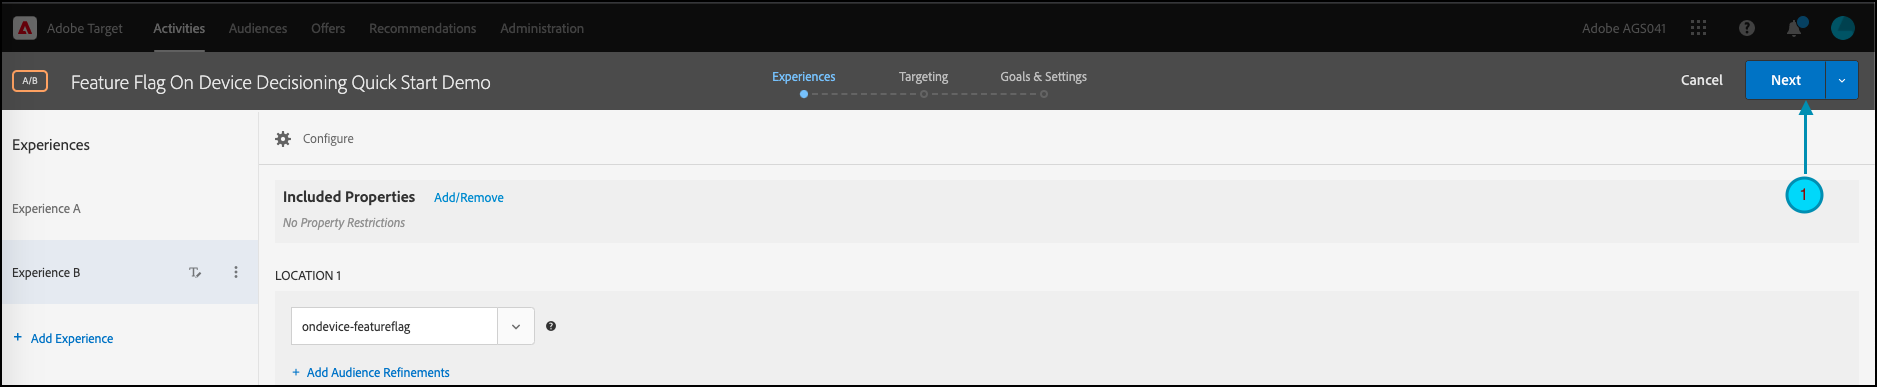 Adobe Target Activities Audiences Offers Recommendations Administration Adobe AGS041
A/B Feature Flag On Device Decisioning Quick Start Demo Experiences Targeting Goals & Settings Cancel Next
Experiences
Configure
Included Properties Add/Remove
No Property Restrictions
1
Experience A
Experience B
LOCATION 1
ondevice-featureflag
+ Add Experience
+ Add Audience Refinements